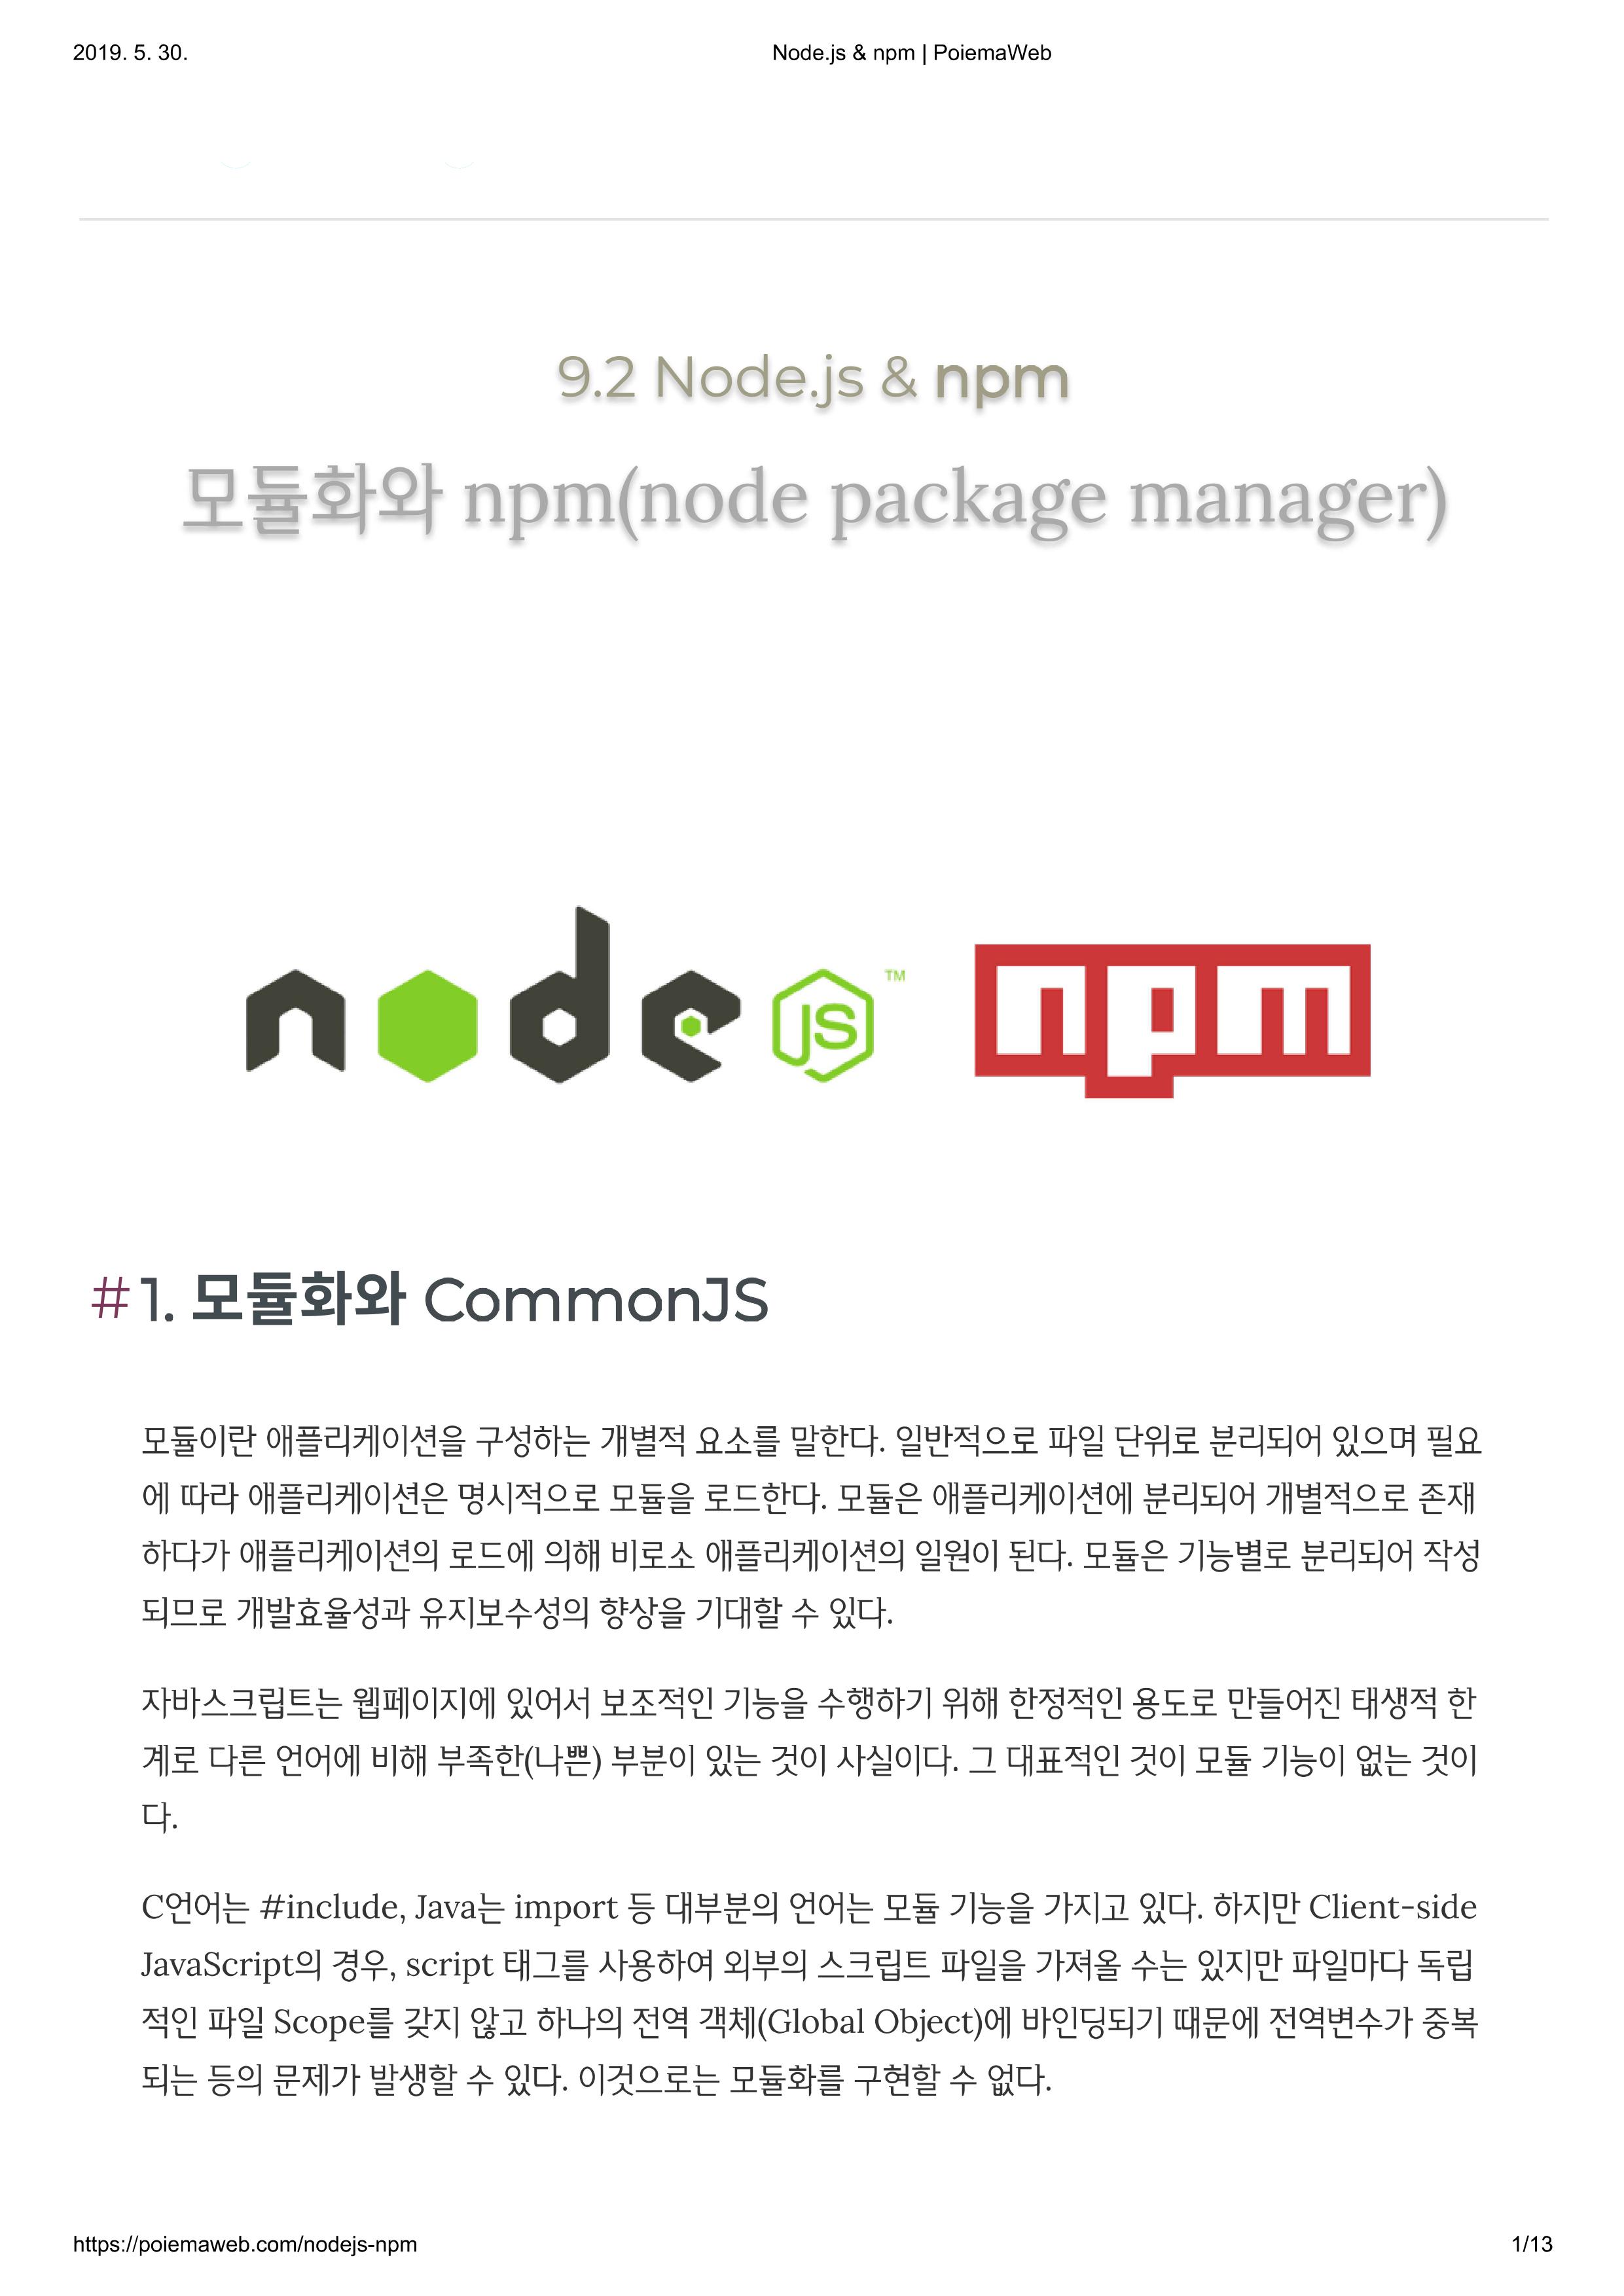 2019. 5. 30.
Node.js & npm | PoiemaWeb
9.2 Node.js & npm
모듈화와 npm(node package manager)
node JS ™
npm
#1. 모듈화와 CommonJS
모듈이란 애플리케이션을 구성하는 개별적 요소를 말한다. 일반적으로 파일 단위로 분리되어 있으며 필요
에 따라 애플리케이션은 명시적으로 모듈을 로드한다. 모듈은 애플리케이션에 분리되어 개별적으로 존재
하다가 애플리케이션의 로드에 의해 비로소 애플리케이션의 일원이 된다. 모듈은 기능별로 분리되어 작성
되므로 개발효율성과 유지보수성의 향상을 기대할 수 있다.
자바스크립트는 웹페이지에 있어서 보조적인 기능을 수행하기 위해 한정적인 용도로 만들어진 태생적 한
계로 다른 언어에 비해 부족한(나쁜) 부분이 있는 것이 사실이다. 그 대표적인 것이 모듈 기능이 없는 것이
다.
C언어는 #include, Java는 import 등 대부분의 언어는 모듈 기능을 가지고 있다. 하지만 Client-side
JavaScript의 경우, script 태그를 사용하여 외부의 스크립트 파일을 가져올 수는 있지만 파일마다 독립
적인 파일 Scope를 갖지 않고 하나의 전역 객체(Global Object)에 바인딩되기 때문에 전역변수가 중복
되는 등의 문제가 발생할 수 있다. 이것으로는 모듈화를 구현할 수 없다.
https://poiemaweb.com/nodejs-npm
1/13